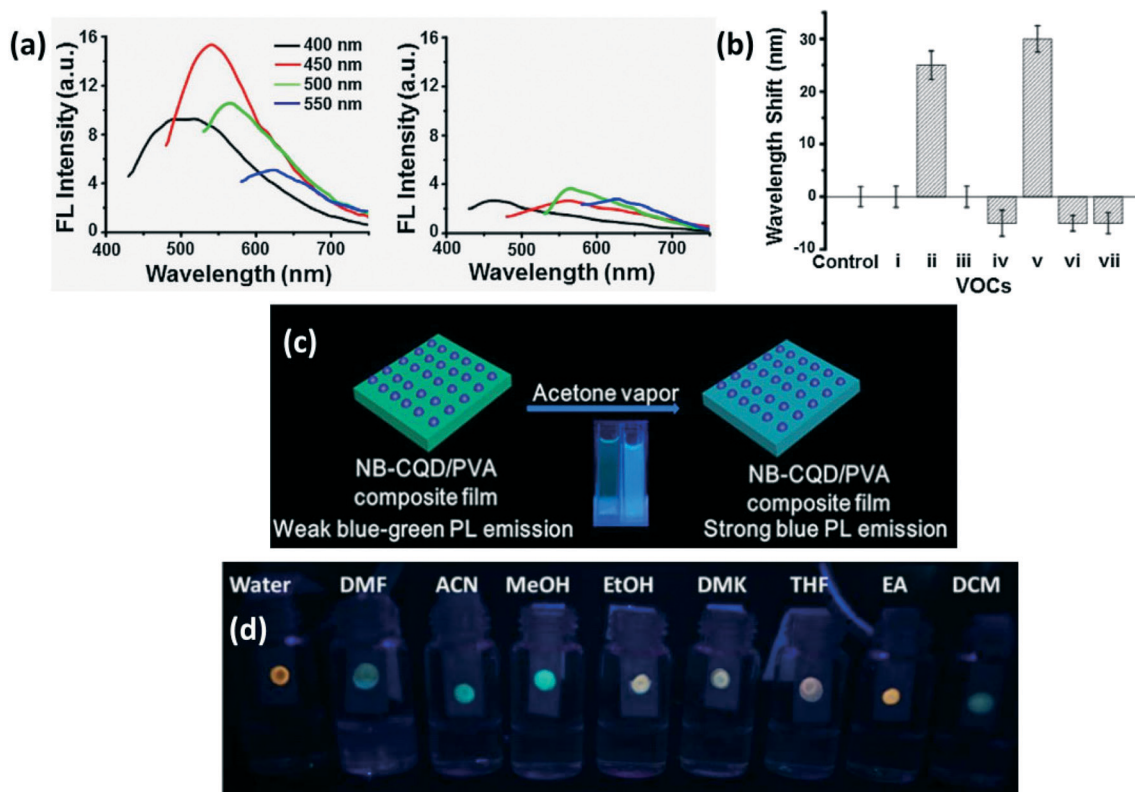 (a)
16
12
8
4
0
FL Intensity (a.u.)
400 nm
450 nm
500 nm
550 nm
500 600 700
Wavelength (nm)
16
12
8
4
0
FL Intensity (a.u.)
500 600 700
Wavelength (nm)
(b)
30
20
10
0
-10
Wavelength Shift (nm)
Control i ii iii iv v vi vii
VOCs
(c)
Acetone vapor
NB-CQD/PVA
composite film
Weak blue-green PL emission
NB-CQD/PVA
composite film
Strong blue PL emission
Water DMF ACN MeOH EtOH DMK THF EA DCM
(d)